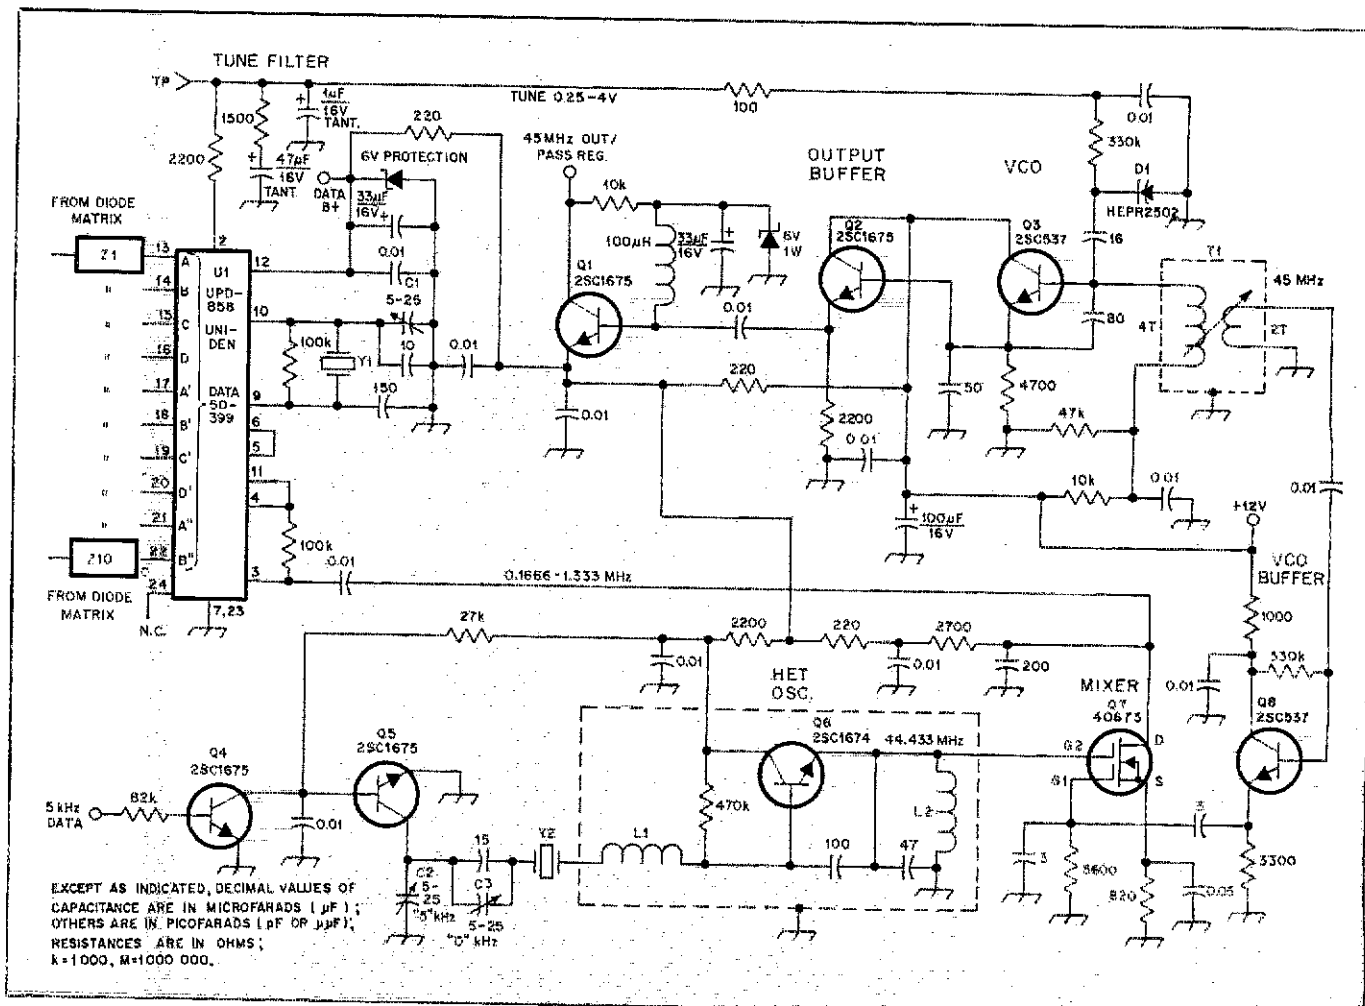 TUNE FILTER
TP
1µF
16V
TANT.
1500
2200
47µF
16V
TANT.
220
6V PROTECTION
DATA
B+
33µF
16V
0.01
C1
5-25
10
150
0.01
TUNE 0.25-4V
100
45MHz OUT/
PASS REG.
10k
100µH
33µF
16V
6V
1W
Q1
2SC1675
0.01
0.01
220
OUTPUT
BUFFER
Q2
2SC1675
2200
0.01
VCO
Q3
2SC537
50
4700
47k
10k
0.01
0.01
330k
D1
HEPR2502
16
80
T1
45 MHz
4T
2T
100µF
16V
0.01
+12V
VCO
BUFFER
1000
330k
0.01
Q8
2SC537
3300
FROM DIODE
MATRIX
Z1
13
14
15
16
17
18
19
20
21
22
24
A
B
C
D
A'
B'
C'
D'
A"
B"
2
U1
UPD-
858
UNI-
DEN
DATA
50-
399
12
10
9
6
5
11
4
3
7,23
100k
Y1
100k
0.01
Z10
FROM DIODE
MATRIX
N.C.
0.1666-1.333 MHz
27k
0.01
2200
220
0.01
2700
200
HET
OSC.
Q6
2SC1674
44.433 MHz
470k
L1
100
47
L2
MIXER
Q7
40673
G2
G1
D
S
3
3
5600
820
0.05
Q4
2SC1675
5 kHz
DATA
82k
0.01
Q5
2SC1675
C2
5-
25
"5" kHz
15
C3
5-25
"0" kHz
Y2
EXCEPT AS INDICATED, DECIMAL VALUES OF
CAPACITANCE ARE IN MICROFARADS ( µF ) ;
OTHERS ARE IN PICOFARADS ( pF OR µµF);
RESISTANCES ARE IN OHMS ;
k=1000, M=1000 000.